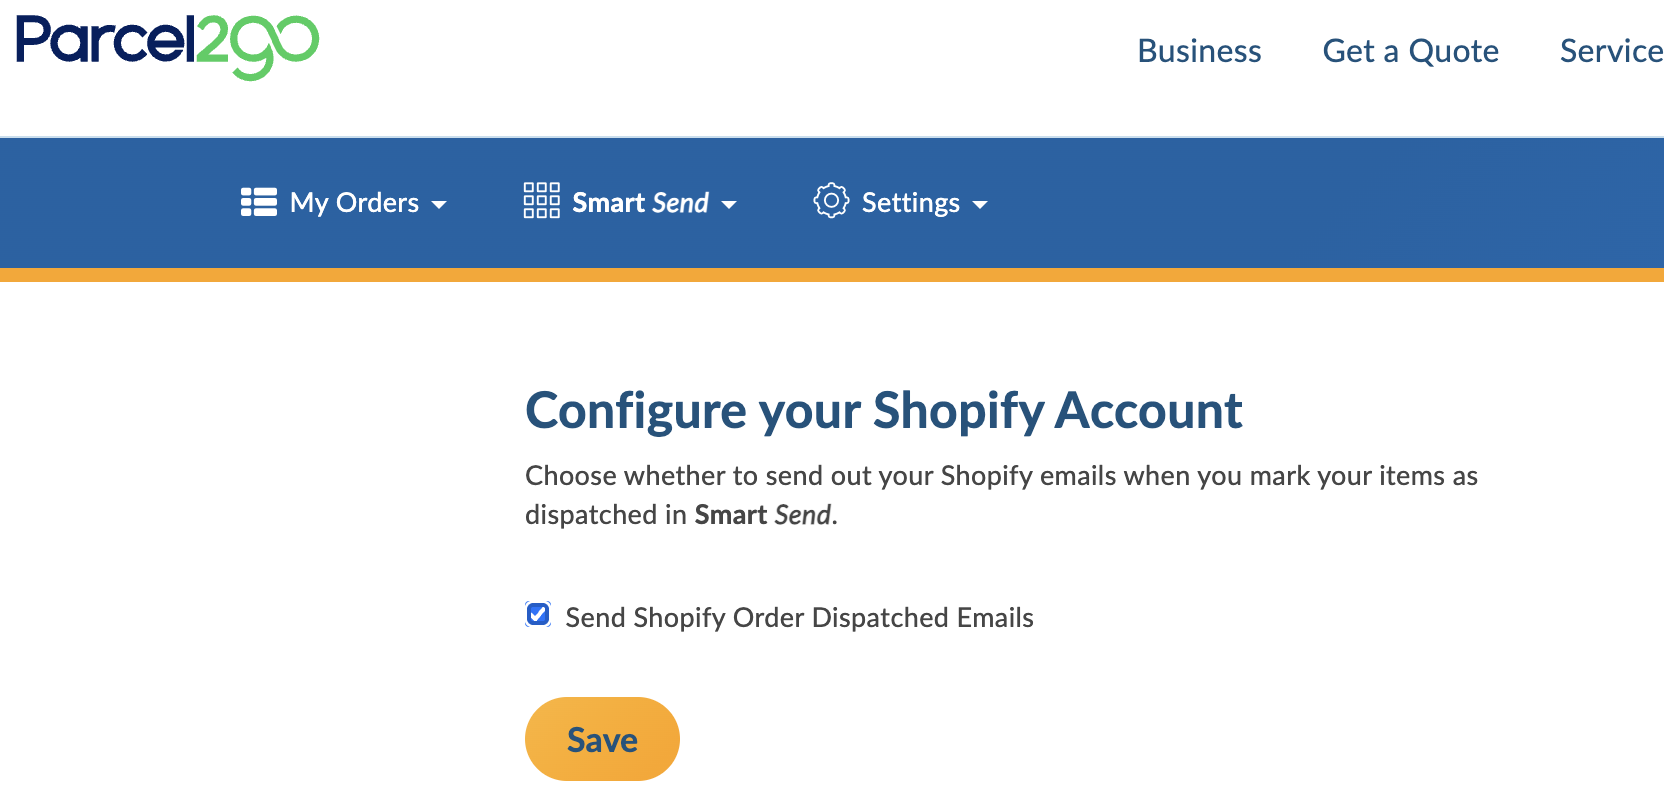 Parcel2go
Business Get a Quote Service
My Orders Smart Send Settings
Configure your Shopify Account
Choose whether to send out your Shopify emails when you mark your items as
dispatched in Smart Send.
Send Shopify Order Dispatched Emails
Save